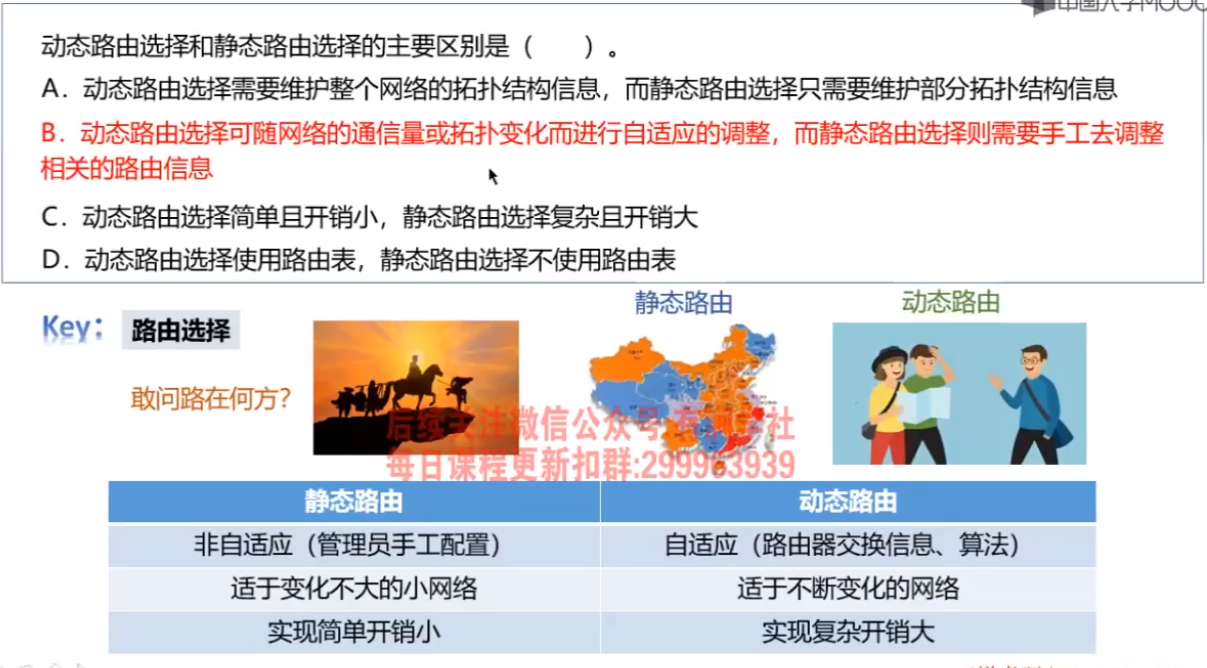 中国大学MOOC
动态路由选择和静态路由选择的主要区别是（　　）。
A．动态路由选择需要维护整个网络的拓扑结构信息，而静态路由选择只需要维护部分拓扑结构信息
B．动态路由选择可随网络的通信量或拓扑变化而进行自适应的调整，而静态路由选择则需要手工去调整
相关的路由信息
C．动态路由选择简单且开销小，静态路由选择复杂且开销大
D．动态路由选择使用路由表，静态路由选择不使用路由表
静态路由
动态路由
Key：
路由选择
敢问路在何方？
后续关注微信公众号
社
每日课程更新扣群:299963939
静态路由
动态路由
非自适应（管理员手工配置）
自适应（路由器交换信息、算法）
适于变化不大的小网络
适于不断变化的网络
实现简单开销小
实现复杂开销大